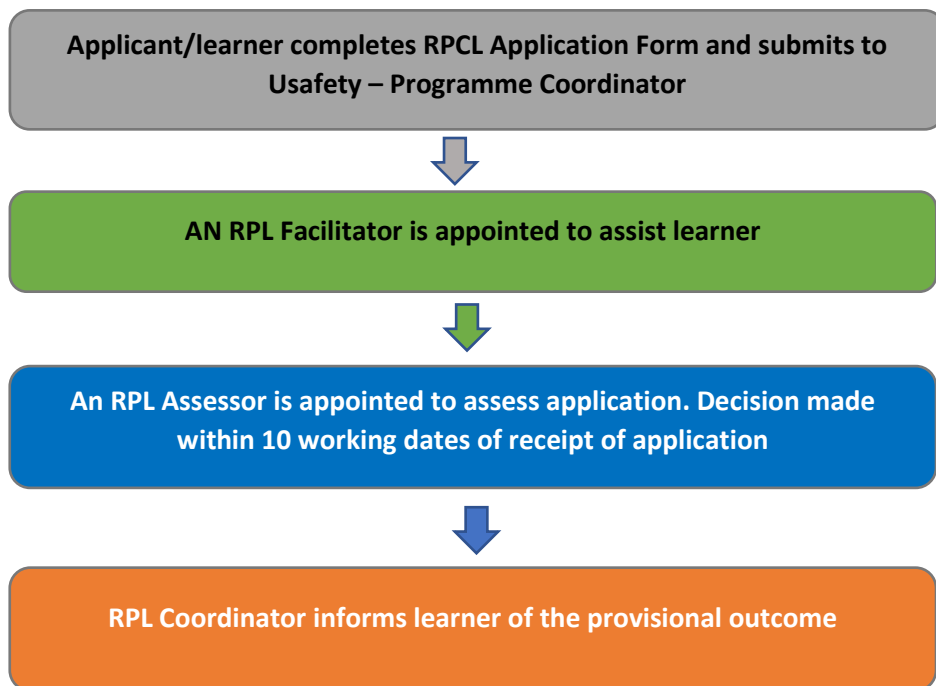 Applicant/learner completes RPCL Application Form and submits to
Usafety – Programme Coordinator
AN RPL Facilitator is appointed to assist learner
An RPL Assessor is appointed to assess application. Decision made
within 10 working dates of receipt of application
RPL Coordinator informs learner of the provisional outcome